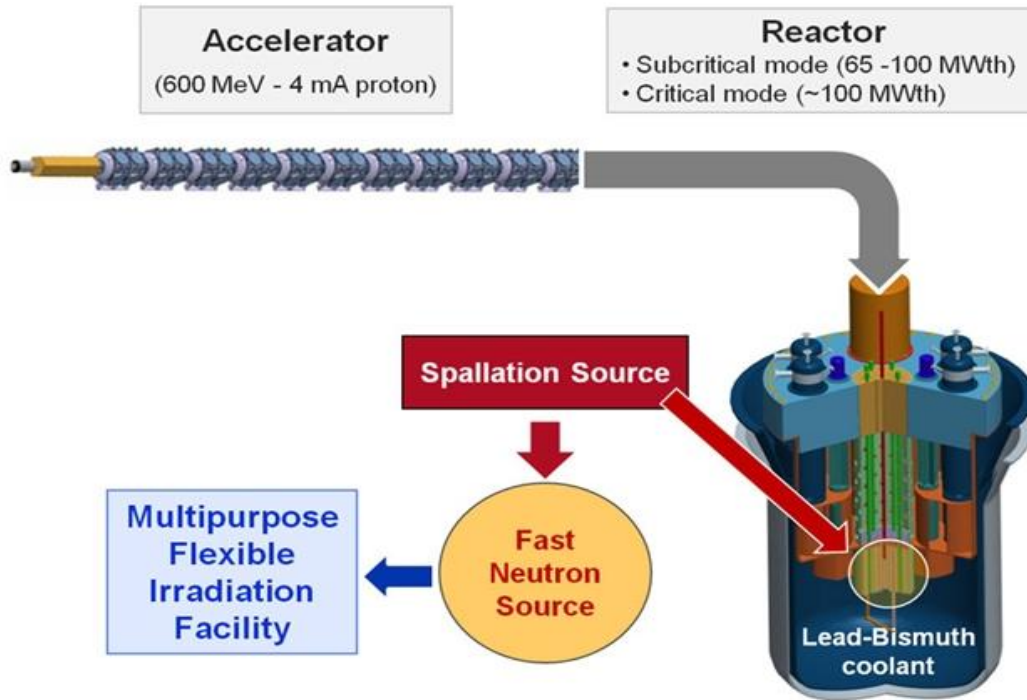 Accelerator
(600 MeV - 4 mA proton)
Reactor
• Subcritical mode (65 -100 MWth)
• Critical mode (~100 MWth)
Spallation Source
Multipurpose
Flexible
Irradiation
Facility
Fast
Neutron
Source
Lead-Bismuth
coolant